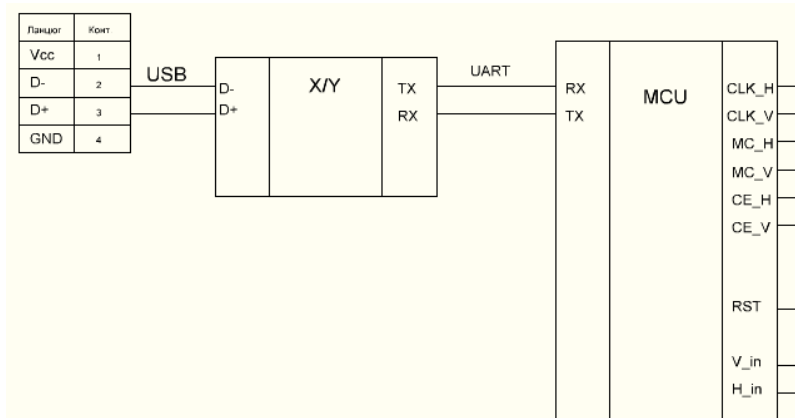 Ланцюг Конт
Vcc 1
D- 2
D+ 3
GND 4
USB
D-
D+
X/Y
TX
RX
UART
RX
TX
MCU
CLK_H
CLK_V
MC_H
MC_V
CE_H
CE_V
RST
V_in
H_in